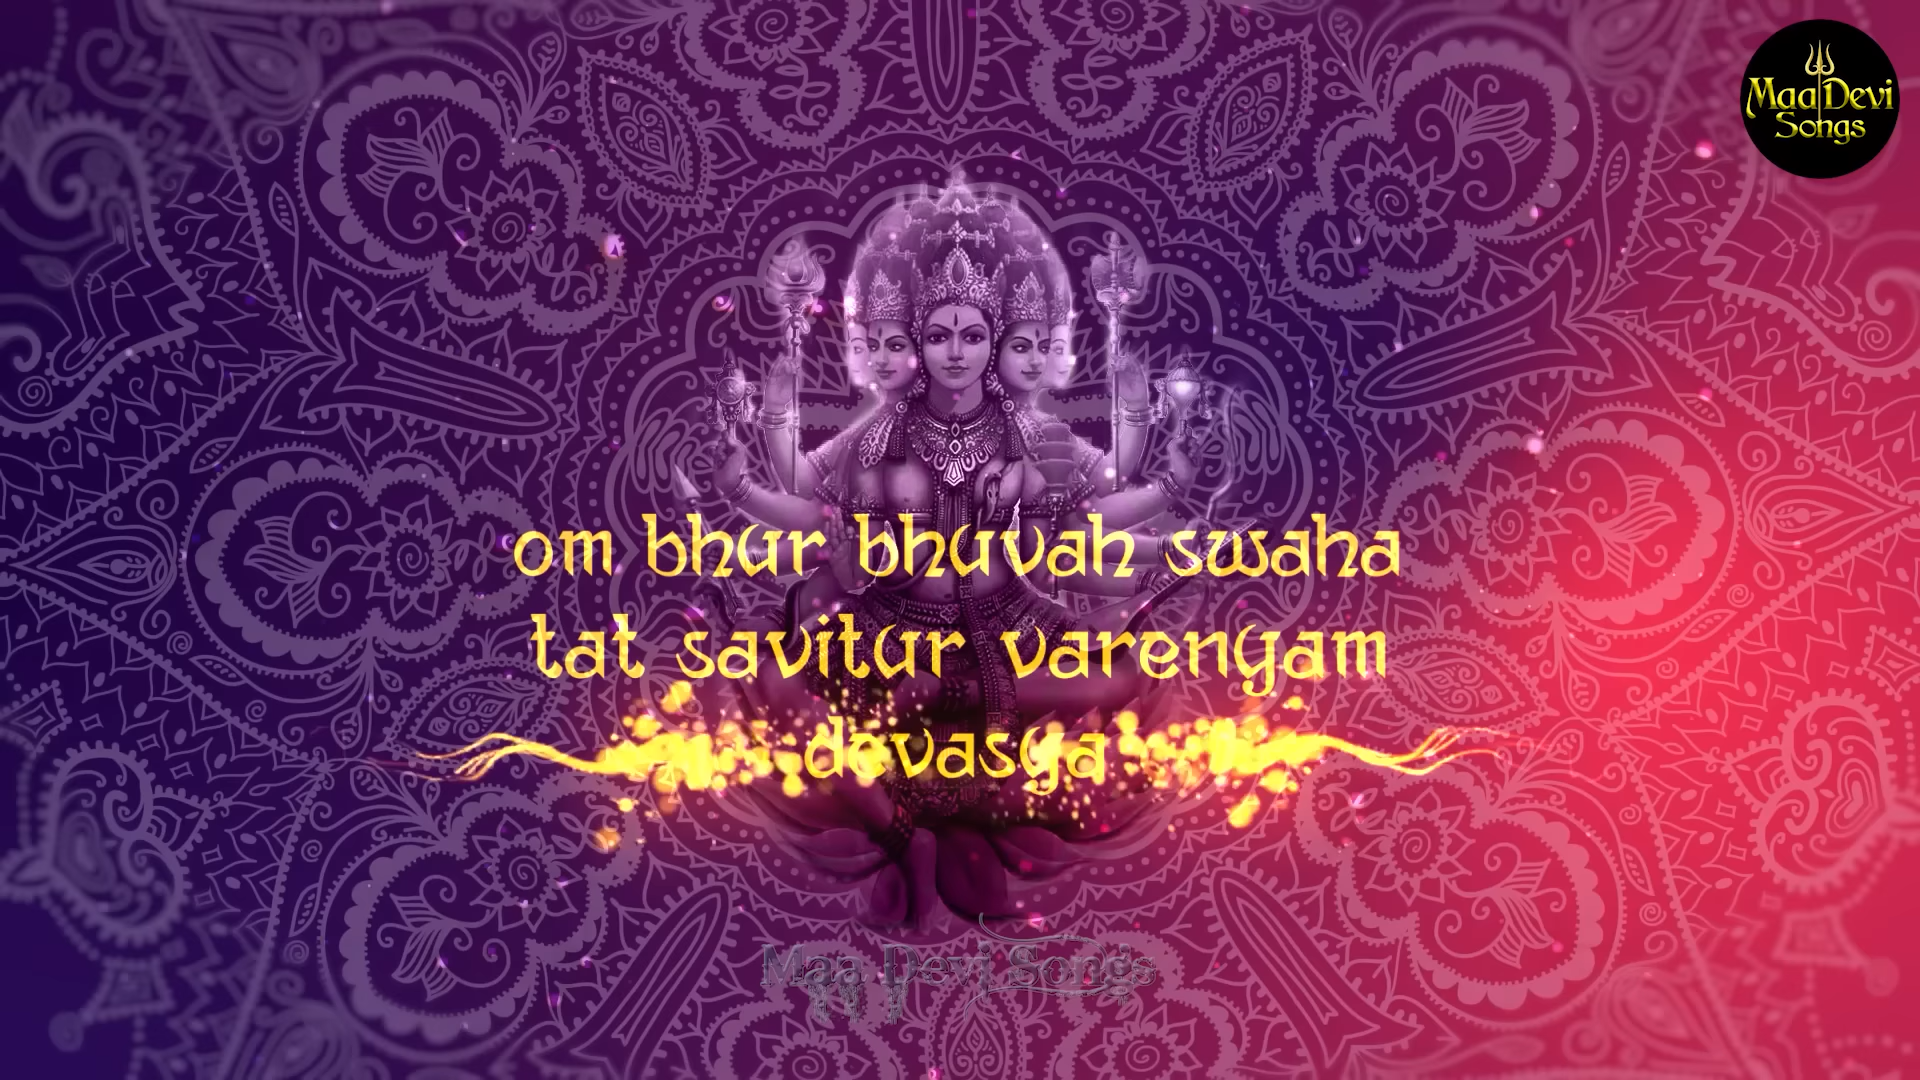 Maa Devi
Songs
om bhur bhuvah swaha
tat savitur varenyam
devasya
Maa Devi Songs